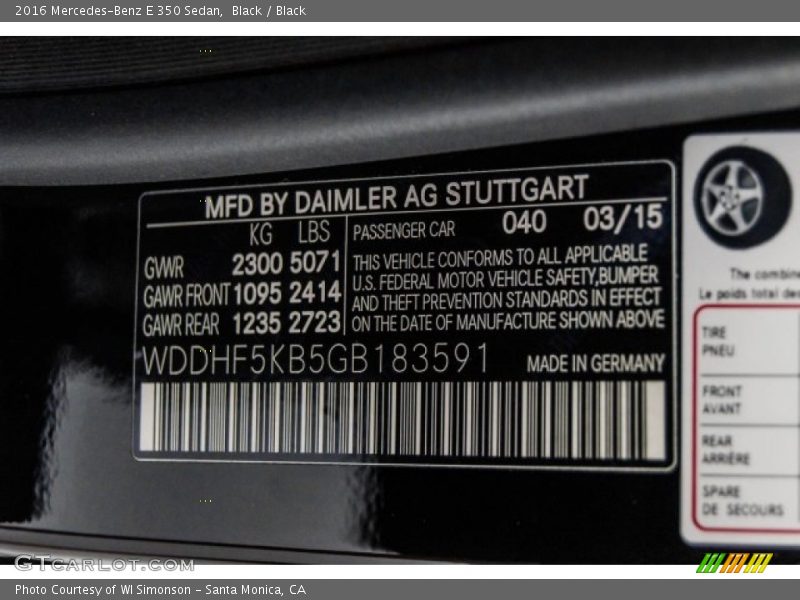 2016 Mercedes-Benz E 350 Sedan,  Black / Black
MFD BY DAIMLER AG STUTTGART
KG LBS
GWR 2300 5071
GAWR FRONT 1095 2414
GAWR REAR 1235 2723
PASSENGER CAR 040 03/15
THIS VEHICLE CONFORMS TO ALL APPLICABLE
U.S. FEDERAL MOTOR VEHICLE SAFETY,BUMPER
AND THEFT PREVENTION STANDARDS IN EFFECT
ON THE DATE OF MANUFACTURE SHOWN ABOVE
WDDHF5KB5GB183591 MADE IN GERMANY
The
Le poids total
TIRE
PNEU
FRONT
AVANT
REAR
ARRIÈRE
SPARE
DE SECOURS
GTCARLOT.COM
Photo Courtesy of WI Simonson - Santa Monica, CA